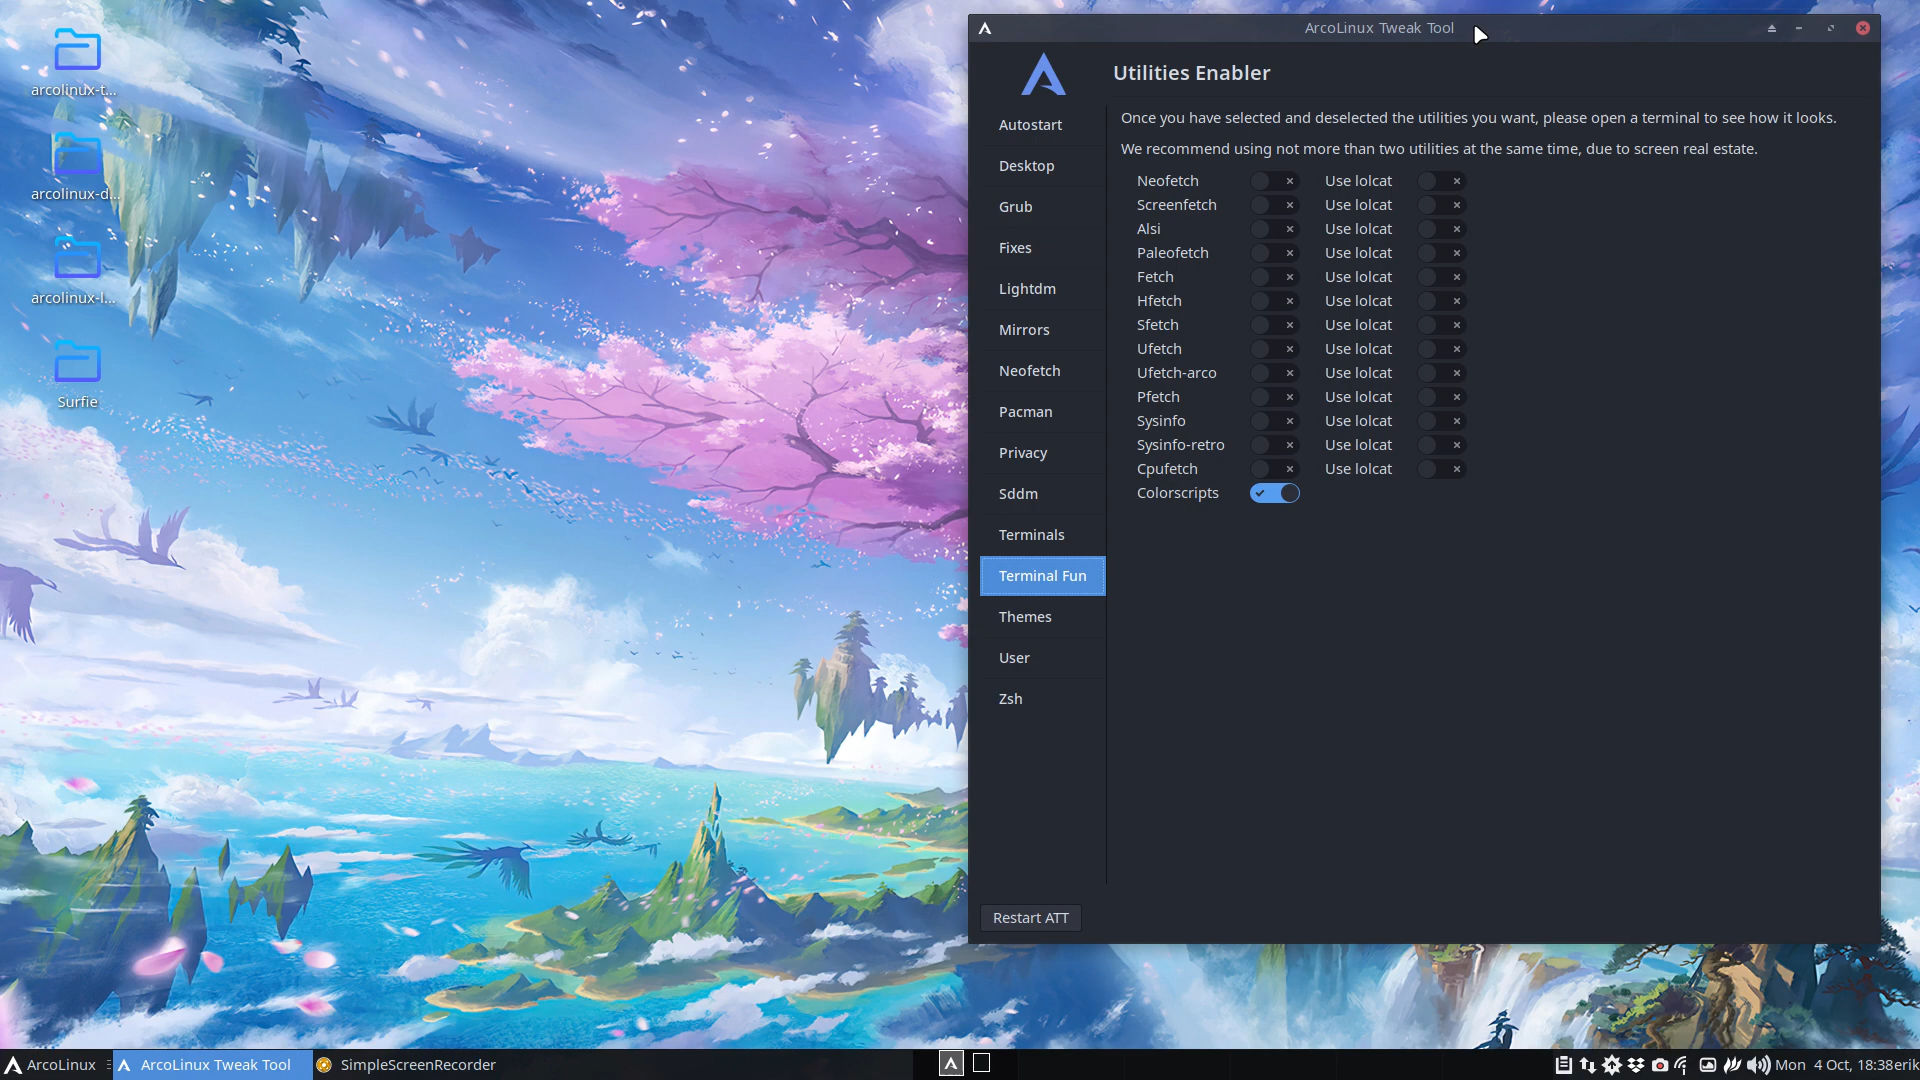 arcolinux-t...
arcolinux-d...
arcolinux-l...
Surfie
ArcoLinux Tweak Tool
Utilities Enabler
Autostart
Desktop
Grub
Fixes
Lightdm
Mirrors
Neofetch
Pacman
Privacy
Sddm
Terminals
Terminal Fun
Themes
User
Zsh
Once you have selected and deselected the utilities you want, please open a terminal to see how it looks.
We recommend using not more than two utilities at the same time, due to screen real estate.
Neofetch Use lolcat
Screenfetch Use lolcat
Alsi Use lolcat
Paleofetch Use lolcat
Fetch Use lolcat
Hfetch Use lolcat
Sfetch Use lolcat
Ufetch Use lolcat
Ufetch-arco Use lolcat
Pfetch Use lolcat
Sysinfo Use lolcat
Sysinfo-retro Use lolcat
Cpufetch Use lolcat
Colorscripts
Restart ATT
ArcoLinux ArcoLinux Tweak Tool SimpleScreenRecorder Mon 4 Oct, 18:38erik